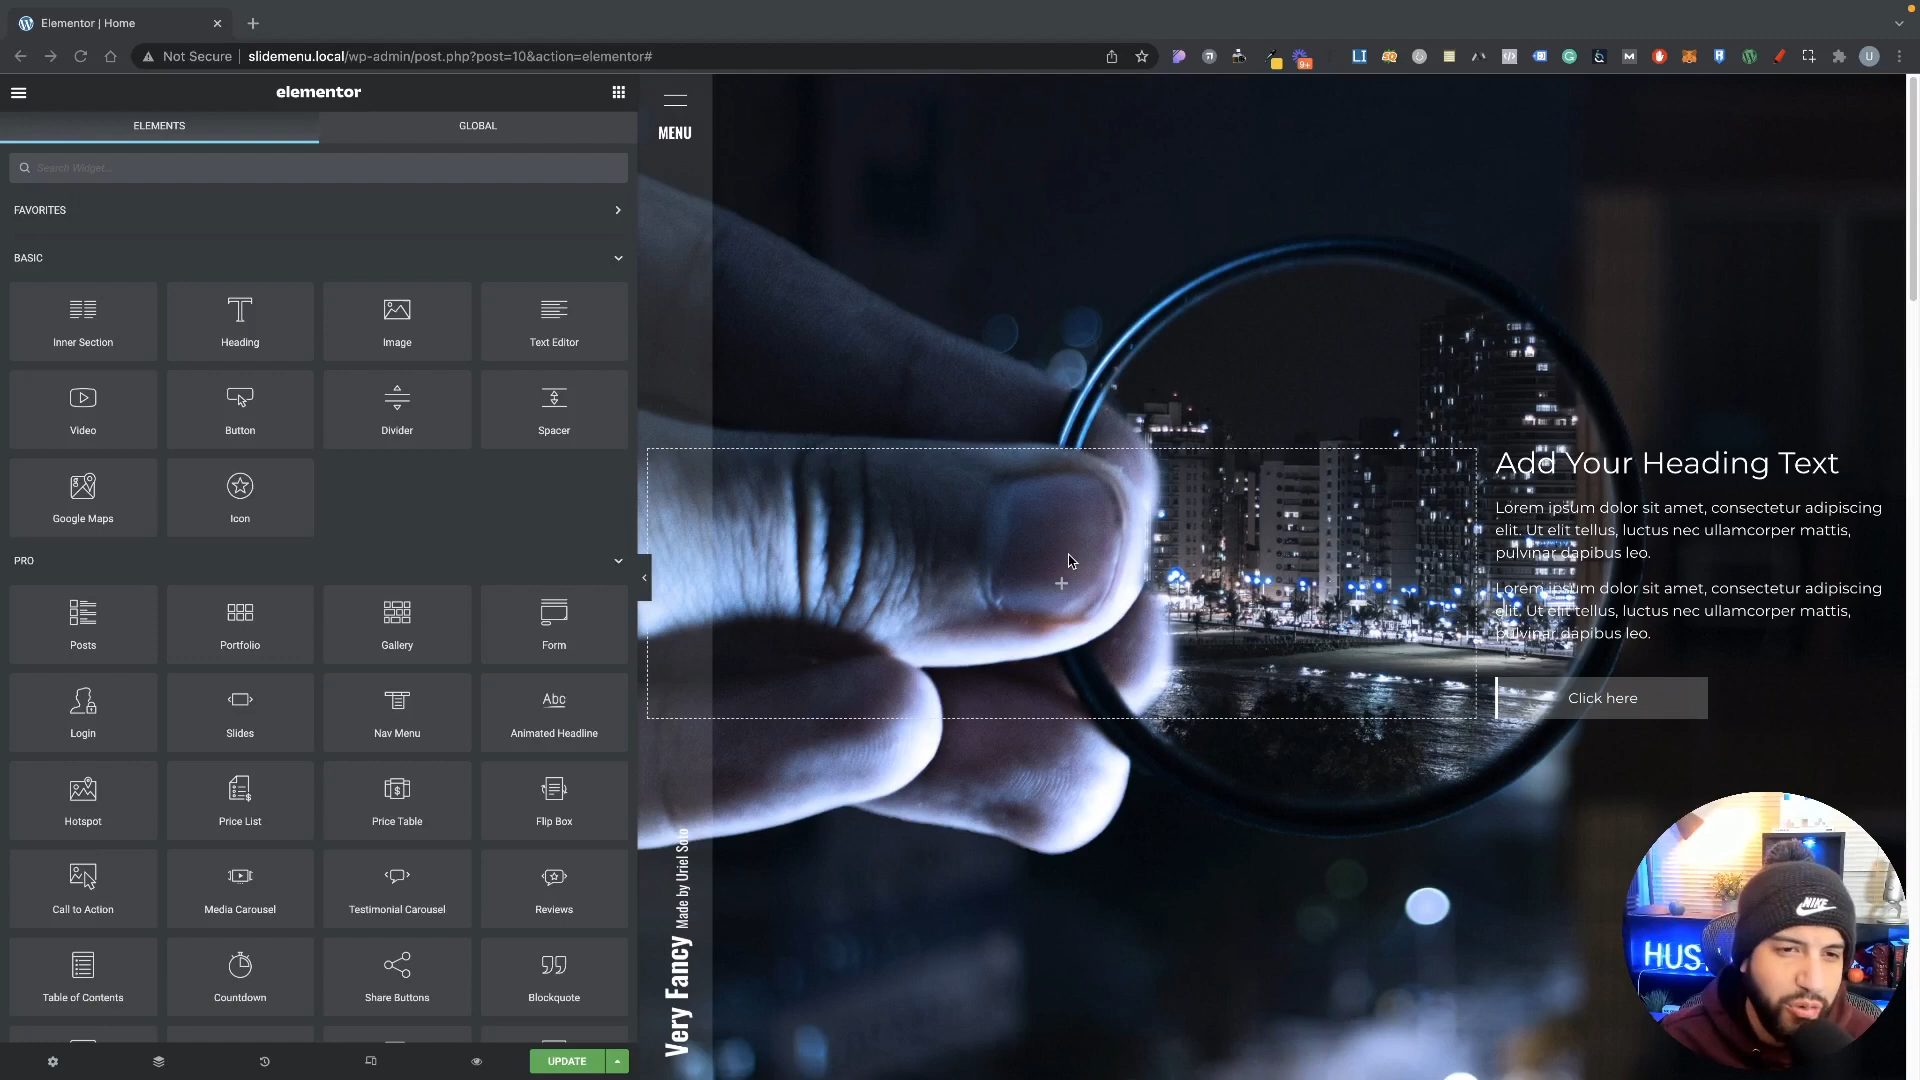 Elementor | Home
Not Secure
slidemenu.local/wp-admin/post.php?post=10&action=elementor#
9+
LI
M
U
elementor
ELEMENTS
GLOBAL
Search Widget...
FAVORITES
BASIC
Inner Section
Heading
Image
Text Editor
Video
Button
Divider
Spacer
Google Maps
Icon
PRO
Posts
Portfolio
Gallery
Form
Login
Slides
Nav Menu
Abc
Animated Headline
Hotspot
Price List
Price Table
Flip Box
Call to Action
Media Carousel
Testimonial Carousel
Reviews
Table of Contents
Countdown
Share Buttons
Blockquote
UPDATE
MENU
Very Fancy Made by Uriel Soto
Add Your Heading Text
Lorem ipsum dolor sit amet, consectetur adipiscing
elit. Ut elit tellus, luctus nec ullamcorper mattis,
pulvinar dapibus leo.
Lorem ipsum dolor sit amet, consectetur adipiscing
elit. Ut elit tellus, luctus nec ullamcorper mattis,
pulvinar dapibus leo.
Click here
HUS
NIKE